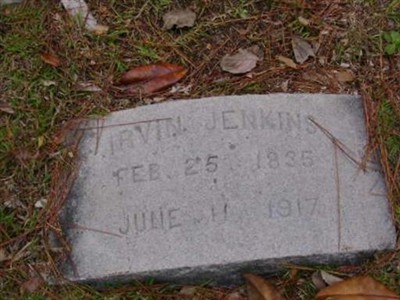 IRVIN JENKINS
FEB. 25 1835
JUNE 11 1917